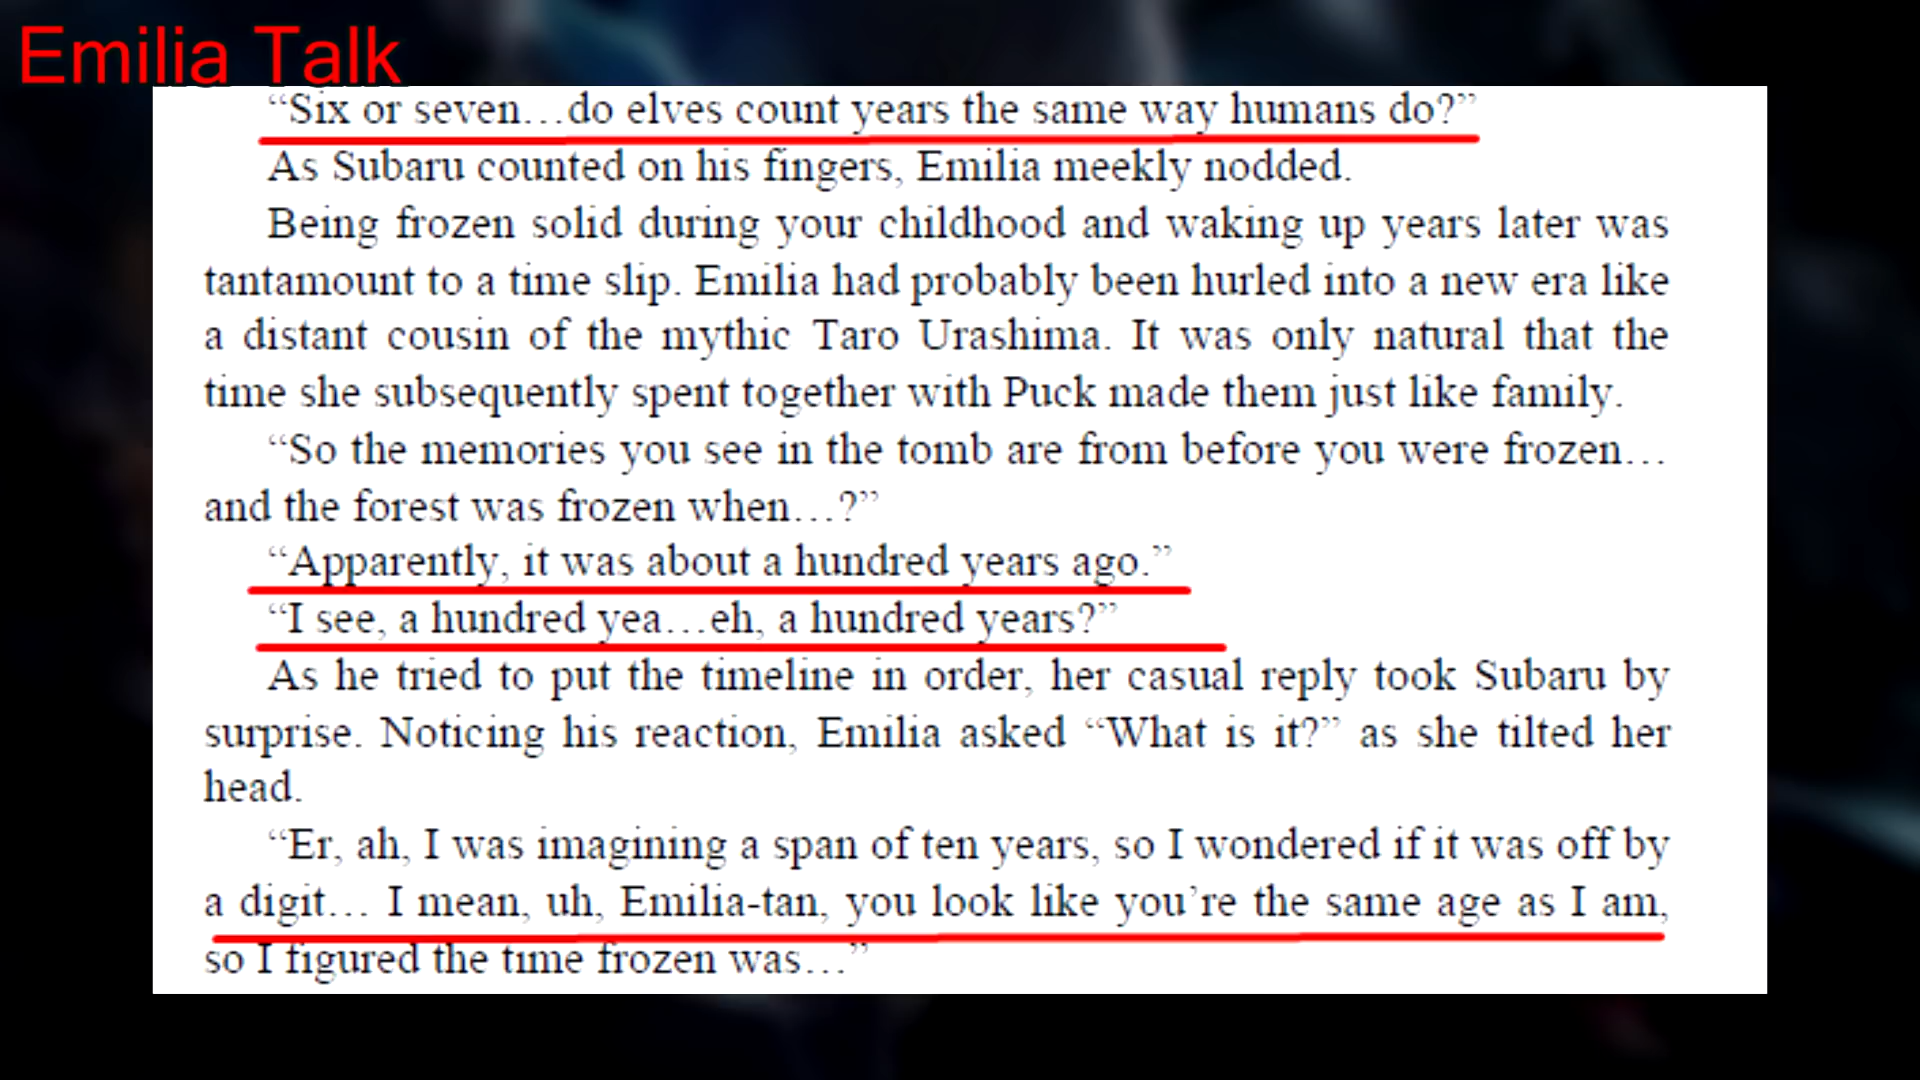 Emilia Talk
“Six or seven…do elves count years the same way humans do?”
As Subaru counted on his fingers, Emilia meekly nodded.
Being frozen solid during your childhood and waking up years later was
tantamount to a time slip. Emilia had probably been hurled into a new era like
a distant cousin of the mythic Taro Urashima. It was only natural that the
time she subsequently spent together with Puck made them just like family.
“So the memories you see in the tomb are from before you were frozen…
and the forest was frozen when…?”
“Apparently, it was about a hundred years ago.”
“I see, a hundred yea…eh, a hundred years?”
As he tried to put the timeline in order, her casual reply took Subaru by
surprise. Noticing his reaction, Emilia asked “What is it?” as she tilted her
head.
“Er, ah, I was imagining a span of ten years, so I wondered if it was off by
a digit… I mean, uh, Emilia-tan, you look like you’re the same age as I am,
so I figured the time frozen was…”